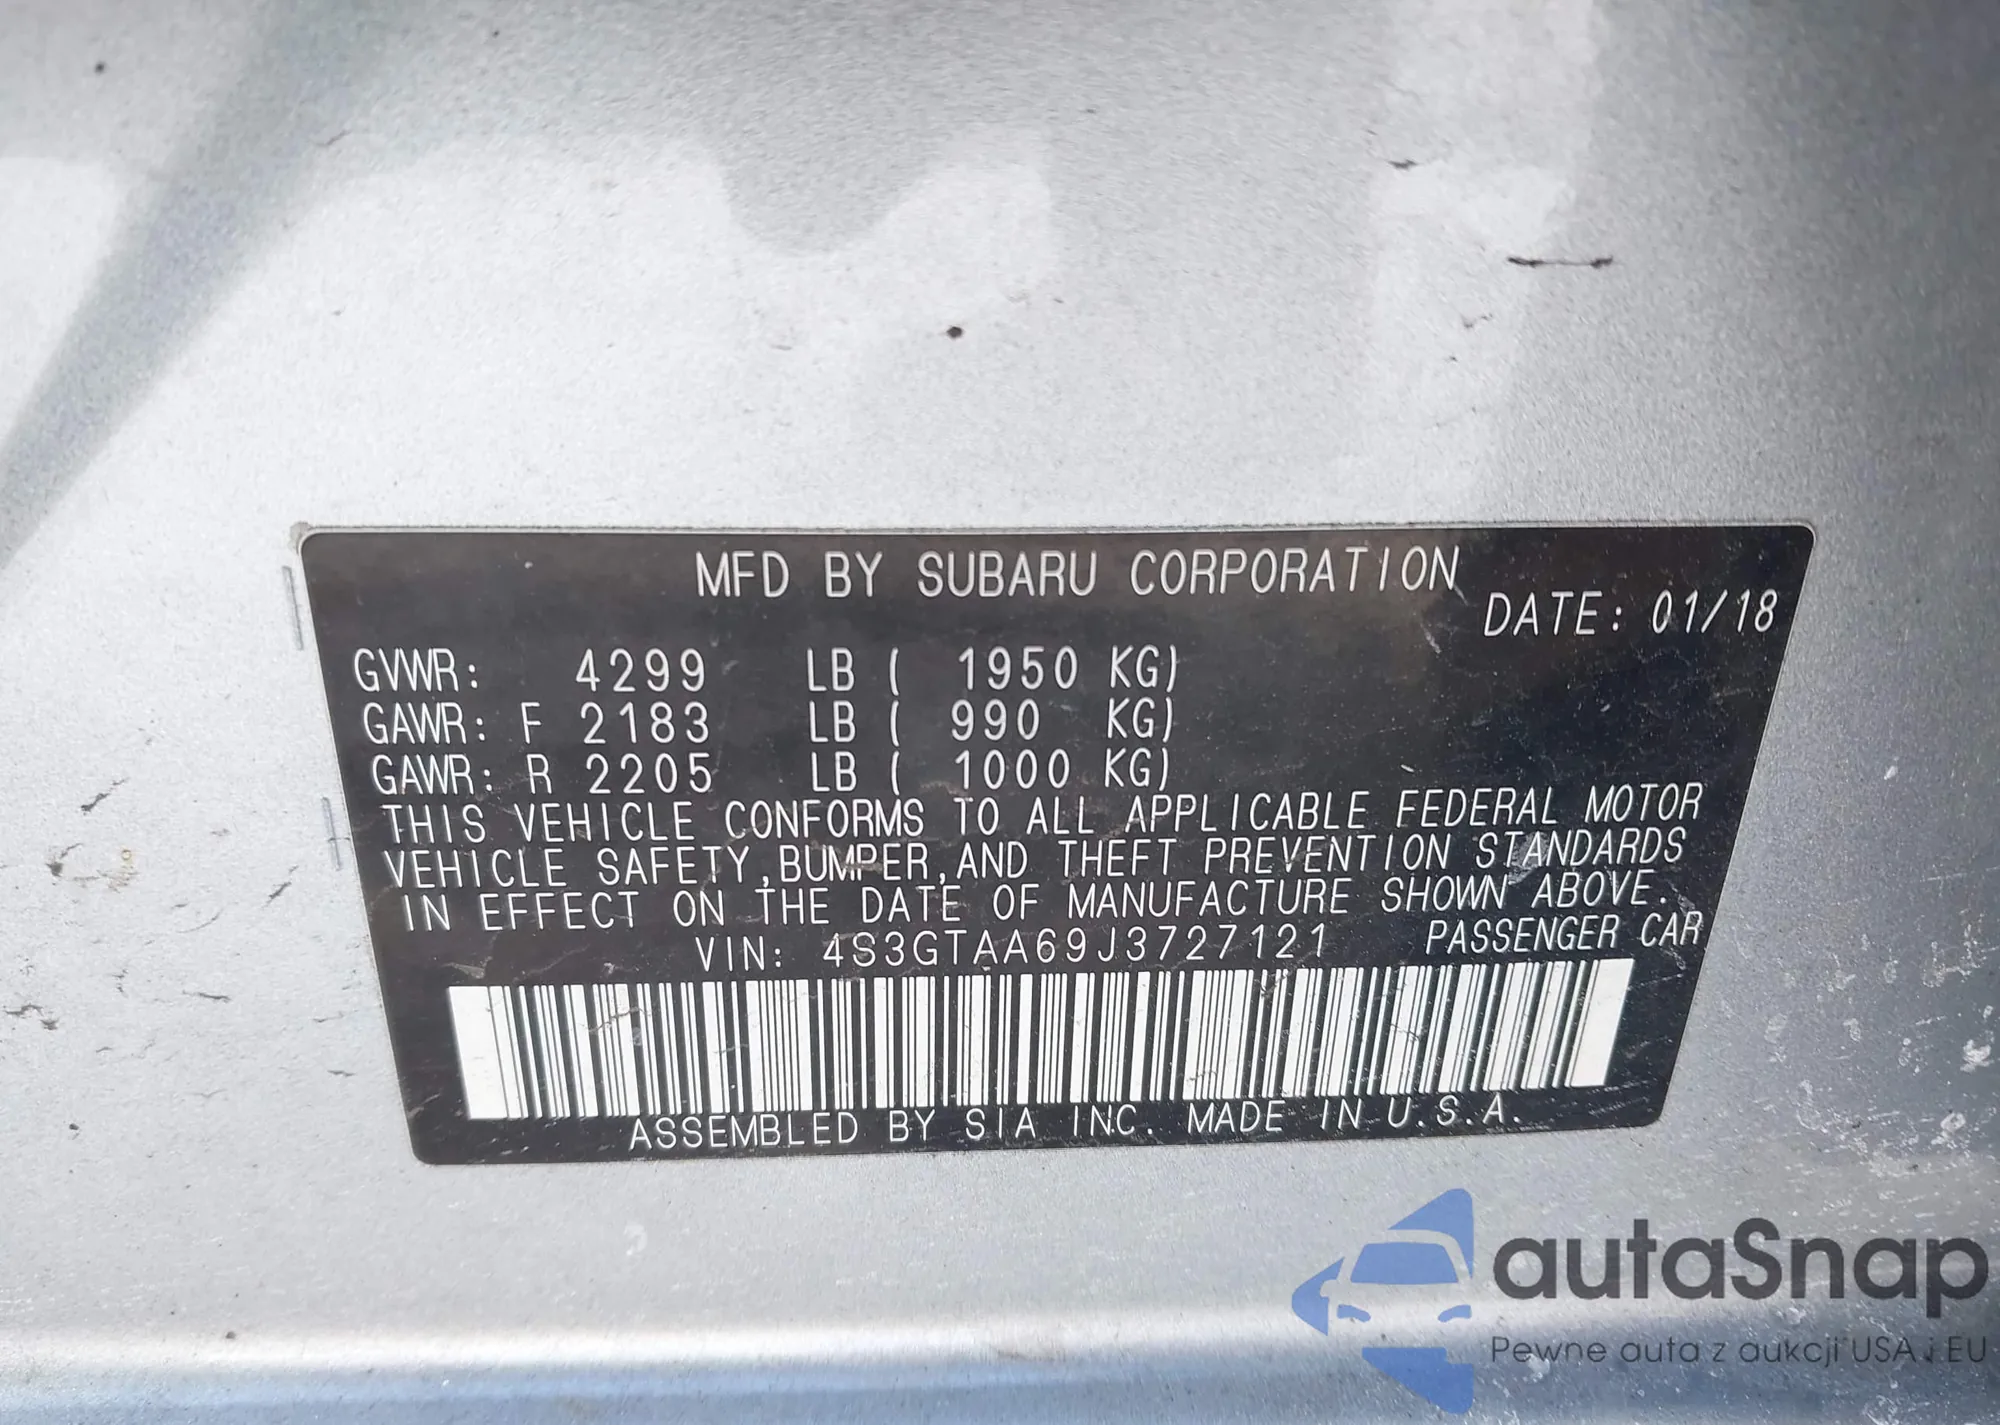 MFD BY SUBARU CORPORATION
DATE: 01/18
GVWR: 4299 LB ( 1950 KG)
GAWR: F 2183 LB ( 990 KG)
GAWR: R 2205 LB ( 1000 KG)
THIS VEHICLE CONFORMS TO ALL APPLICABLE FEDERAL MOTOR
VEHICLE SAFETY,BUMPER,AND THEFT PREVENTION STANDARDS
IN EFFECT ON THE DATE OF MANUFACTURE SHOWN ABOVE.
VIN: 4S3GTAA69J3727121 PASSENGER CAR
ASSEMBLED BY SIA INC. MADE IN U.S.A.
autaSnap
Pewne auta z aukcji USA i EU